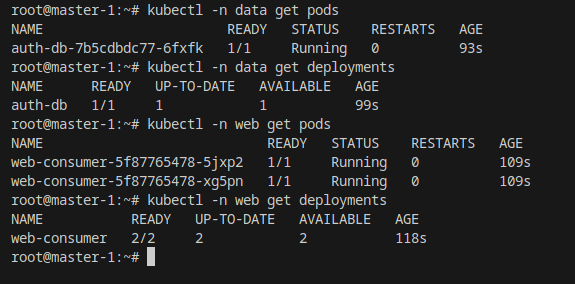 root@master-1:~# kubectl -n data get pods
NAME                       READY   STATUS    RESTARTS   AGE
auth-db-7b5cdbdc77-6fxfk   1/1     Running   0          93s
root@master-1:~# kubectl -n data get deployments
NAME      READY   UP-TO-DATE   AVAILABLE   AGE
auth-db   1/1     1            1           99s
root@master-1:~# kubectl -n web get pods
NAME                            READY   STATUS    RESTARTS   AGE
web-consumer-5f87765478-5jxp2   1/1     Running   0          109s
web-consumer-5f87765478-xg5pn   1/1     Running   0          109s
root@master-1:~# kubectl -n web get deployments
NAME           READY   UP-TO-DATE   AVAILABLE   AGE
web-consumer   2/2     2            2           118s
root@master-1:~#